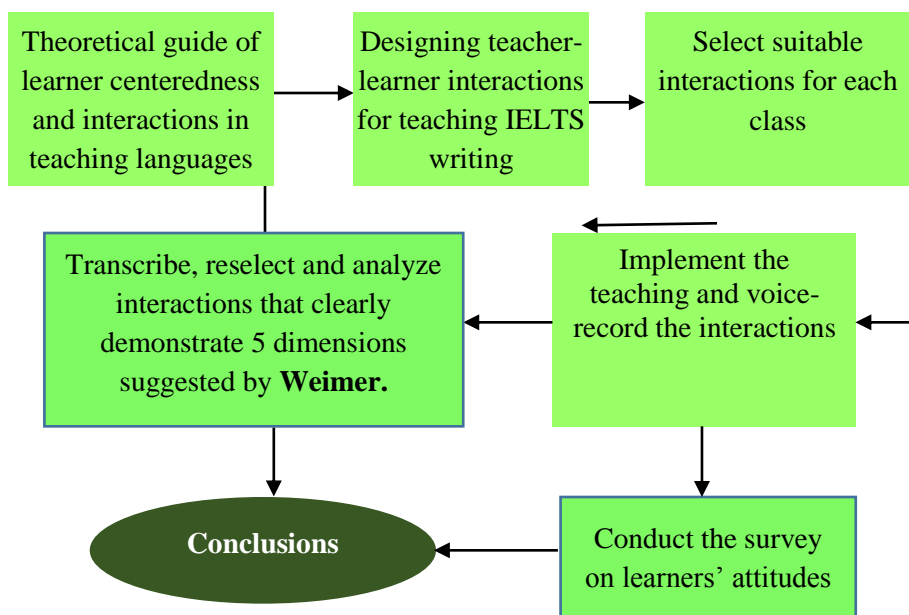 Theoretical guide of
learner centeredness
and interactions in
teaching languages
Designing teacher-
learner interactions
for teaching IELTS
writing
Select suitable
interactions for each
class
Transcribe, reselect and analyze
interactions that clearly
demonstrate 5 dimensions
suggested by Weimer.
Implement the
teaching and voice-
record the interactions
Conclusions
Conduct the survey
on learners’ attitudes